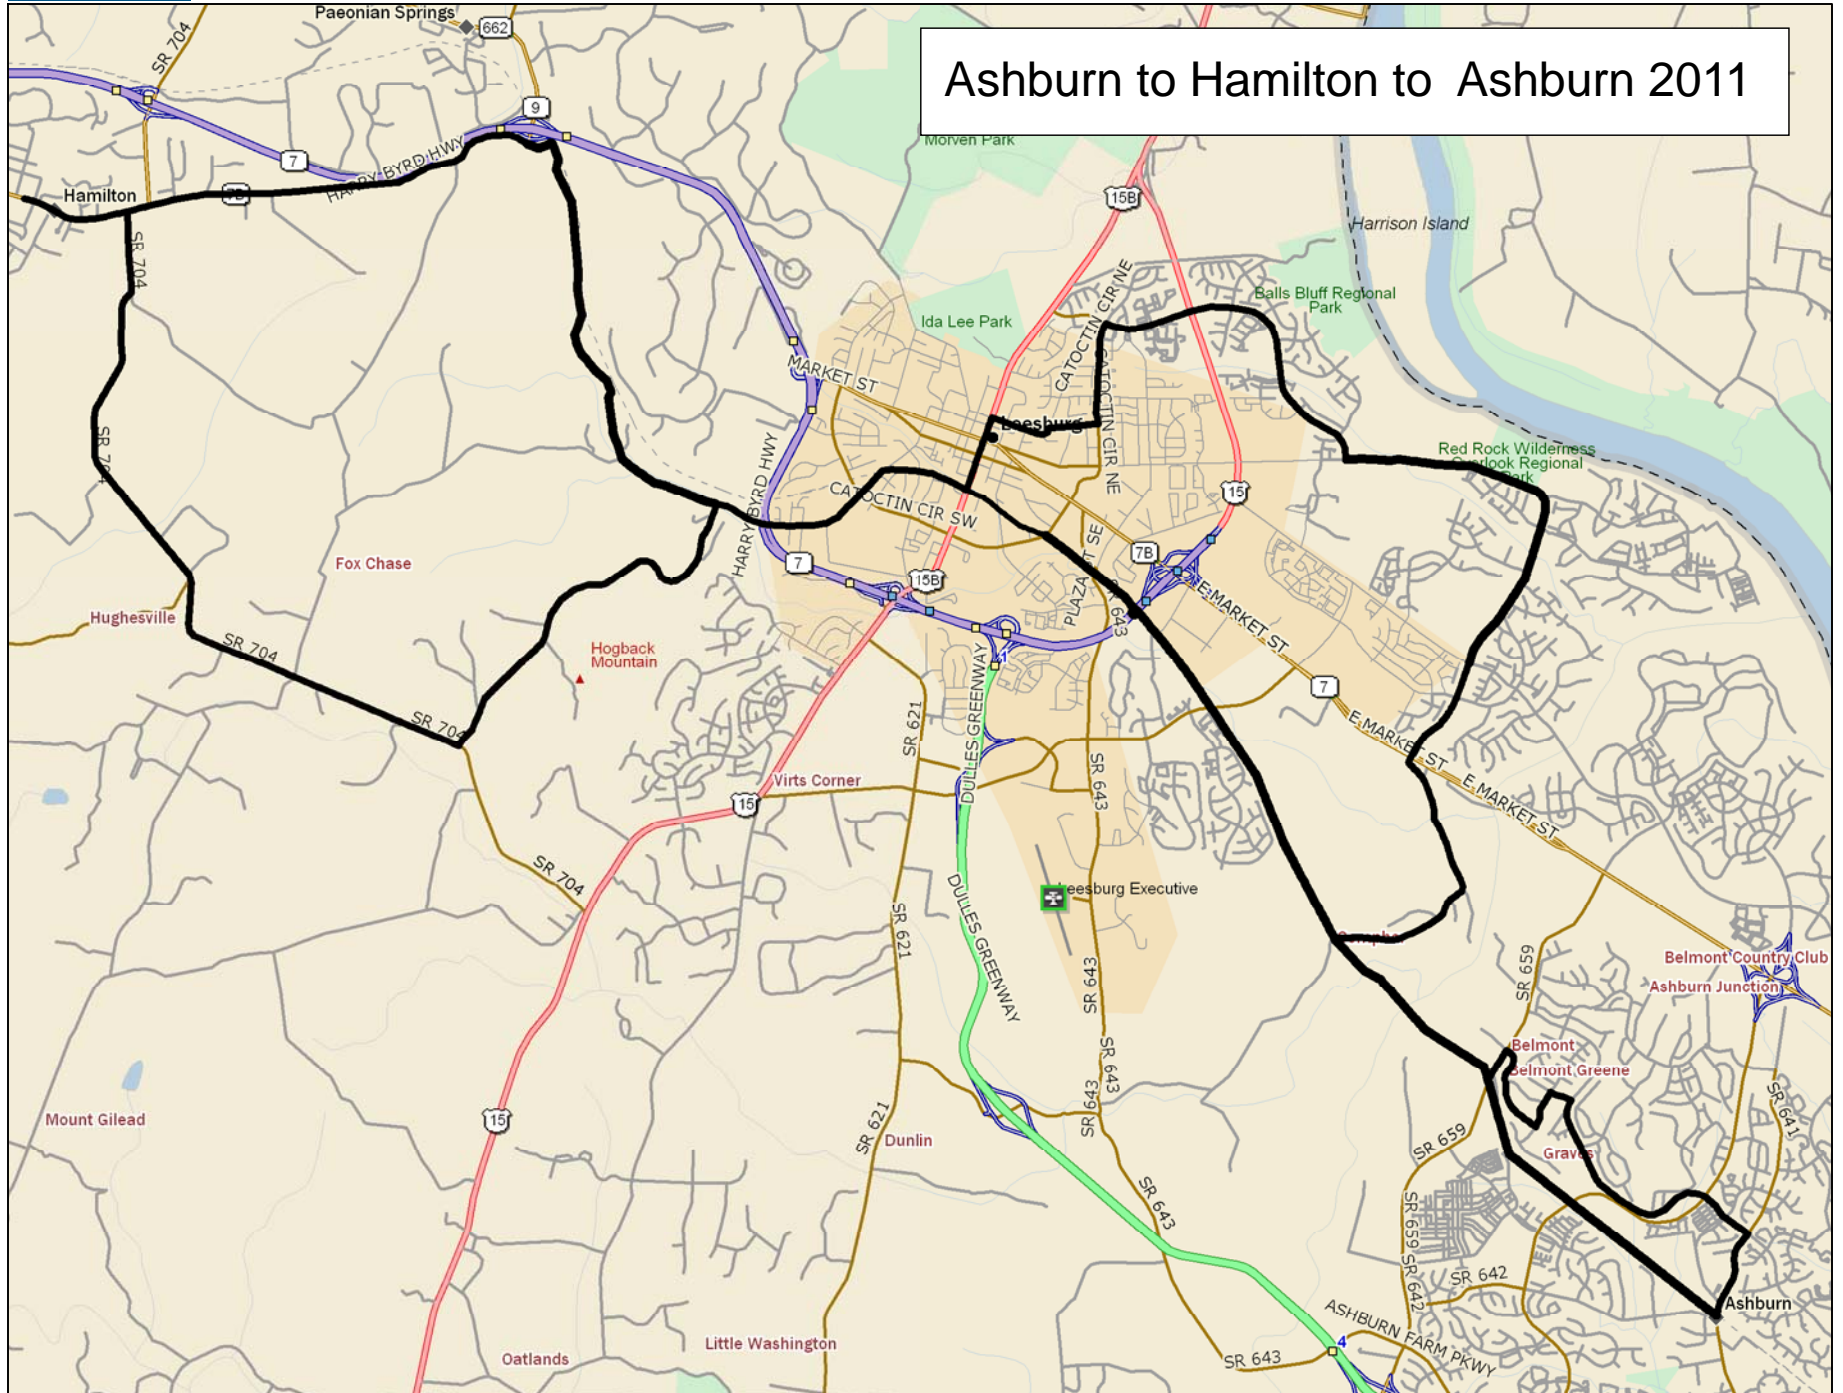 Paeonian Springs
662
SR 704
Ashburn to Hamilton to Ashburn 2011
9
Morven Park
7
HARRY BYRD HWY
Hamilton
7B
15B
Harrison Island
SR 704
CATOCTIN CIR NE
Balls Bluff Regional
Park
Ida Lee Park
MARKET ST
CATOCTIN CIR NE
Leesburg
SR 704
HARRY BYRD HWY
Red Rock Wilderness
Overlook Regional
Park
CATOCTIN CIR SW
15
Fox Chase
7
15B
PLAZA ST SE
7B
SR 643
E MARKET ST
Hughesville
SR 704
Hogback
Mountain
1
7
SR 704
SR 621
DULLES GREENWAY
E MARKET ST
E MARKET ST
Virts Corner
15
SR 643
SR 704
Leesburg Executive
DULLES GREENWAY
SR 621
SR 643
SR 659
Belmont Country Club
Ashburn Junction
SR 643
Belmont
Belmont Greene
Mount Gilead
15
SR 621
Dunlin
SR 643
SR 659
SR 641
Graves
SR 643
SR 659
SR 642
SR 642
Ashburn
ASHBURN FARM PKWY
4
Little Washington
Oatlands
SR 643